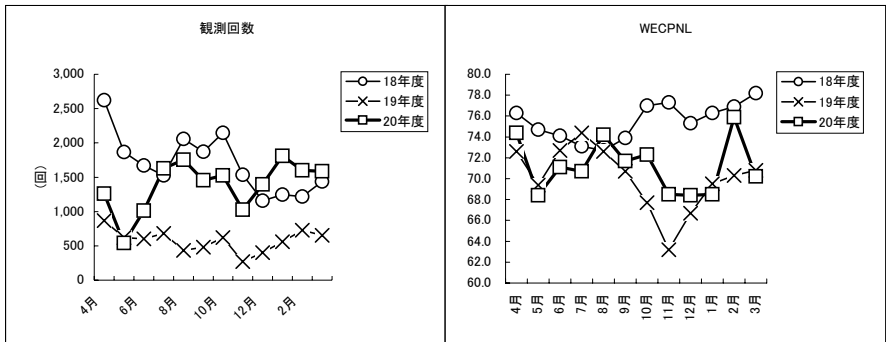 観測回数
3,000
2,500
2,000
1,500
1,000
500
0
(回)
4月
6月
8月
10月
12月
2月
18年度
19年度
20年度
WECPNL
80.0
78.0
76.0
74.0
72.0
70.0
68.0
66.0
64.0
62.0
60.0
4月
5月
6月
7月
8月
9月
10月
11月
12月
1月
2月
3月
18年度
19年度
20年度